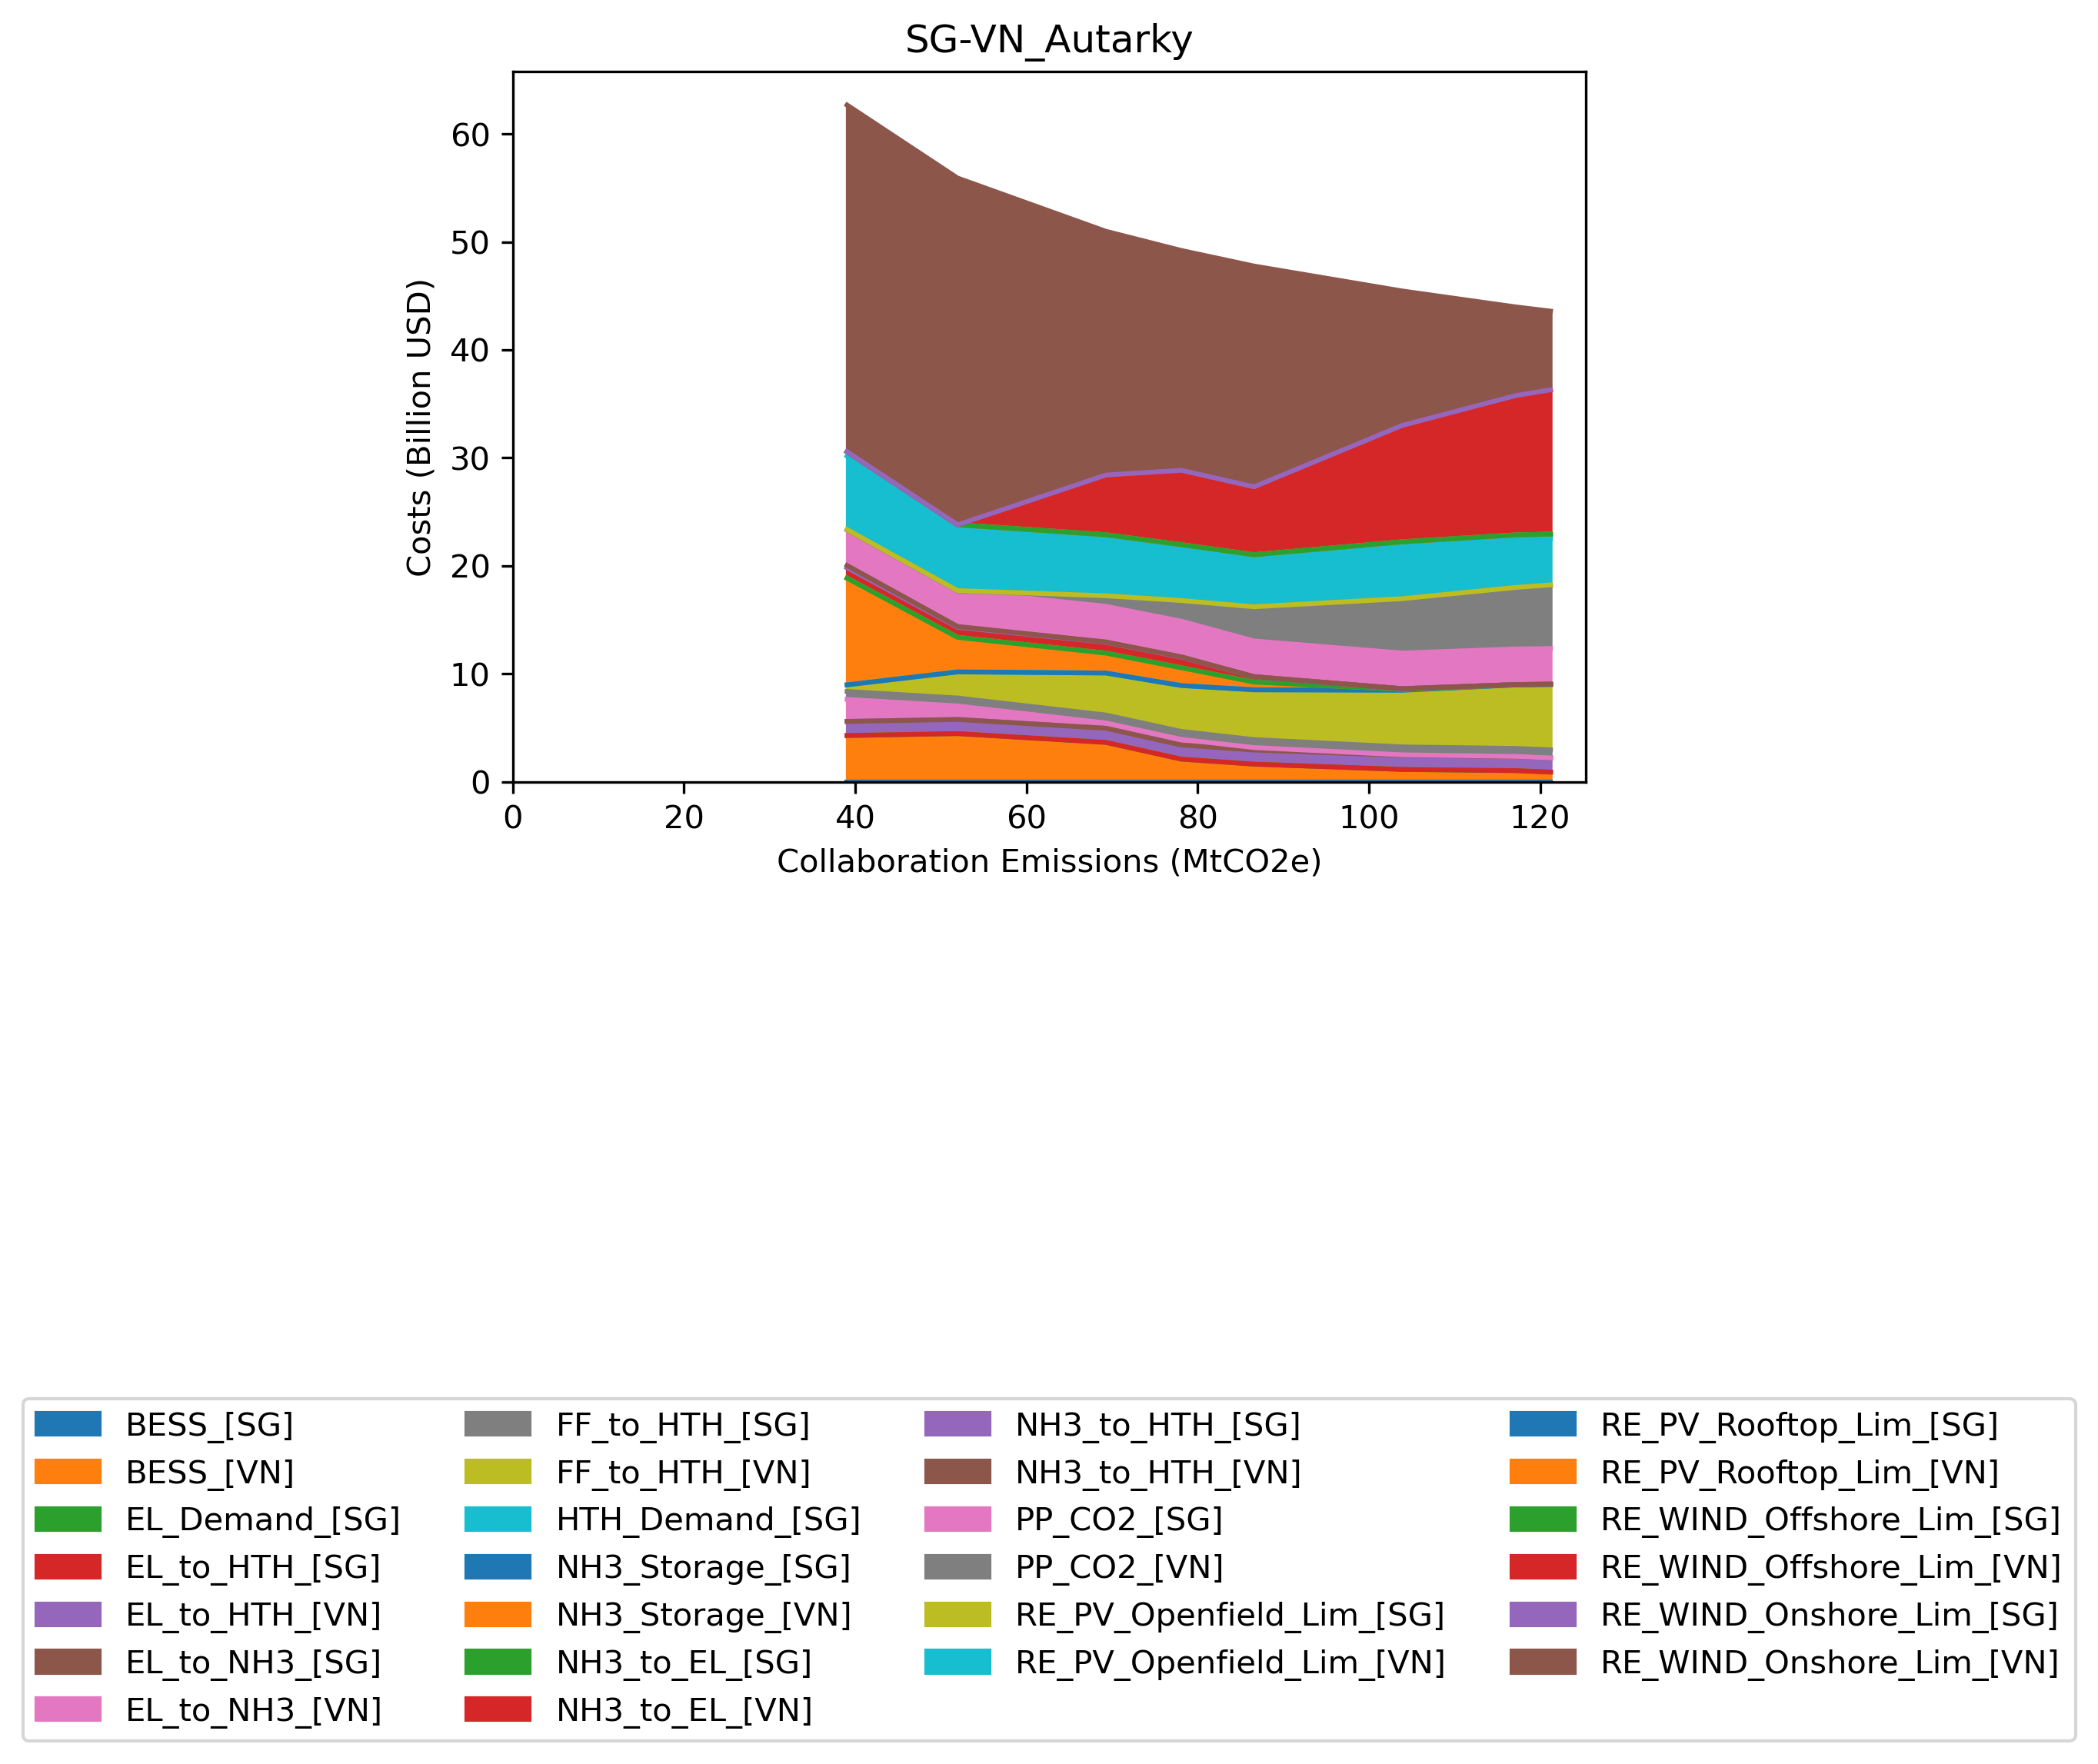 SG-VN_Autarky
60
50
40
30
20
10
0
Costs (Billion USD)
0 20 40 60 80 100 120
Collaboration Emissions (MtCO2e)
BESS_[SG]
BESS_[VN]
EL_Demand_[SG]
EL_to_HTH_[SG]
EL_to_HTH_[VN]
EL_to_NH3_[SG]
EL_to_NH3_[VN]
FF_to_HTH_[SG]
FF_to_HTH_[VN]
HTH_Demand_[SG]
NH3_Storage_[SG]
NH3_Storage_[VN]
NH3_to_EL_[SG]
NH3_to_EL_[VN]
NH3_to_HTH_[SG]
NH3_to_HTH_[VN]
PP_CO2_[SG]
PP_CO2_[VN]
RE_PV_Openfield_Lim_[SG]
RE_PV_Openfield_Lim_[VN]
RE_PV_Rooftop_Lim_[SG]
RE_PV_Rooftop_Lim_[VN]
RE_WIND_Offshore_Lim_[SG]
RE_WIND_Offshore_Lim_[VN]
RE_WIND_Onshore_Lim_[SG]
RE_WIND_Onshore_Lim_[VN]